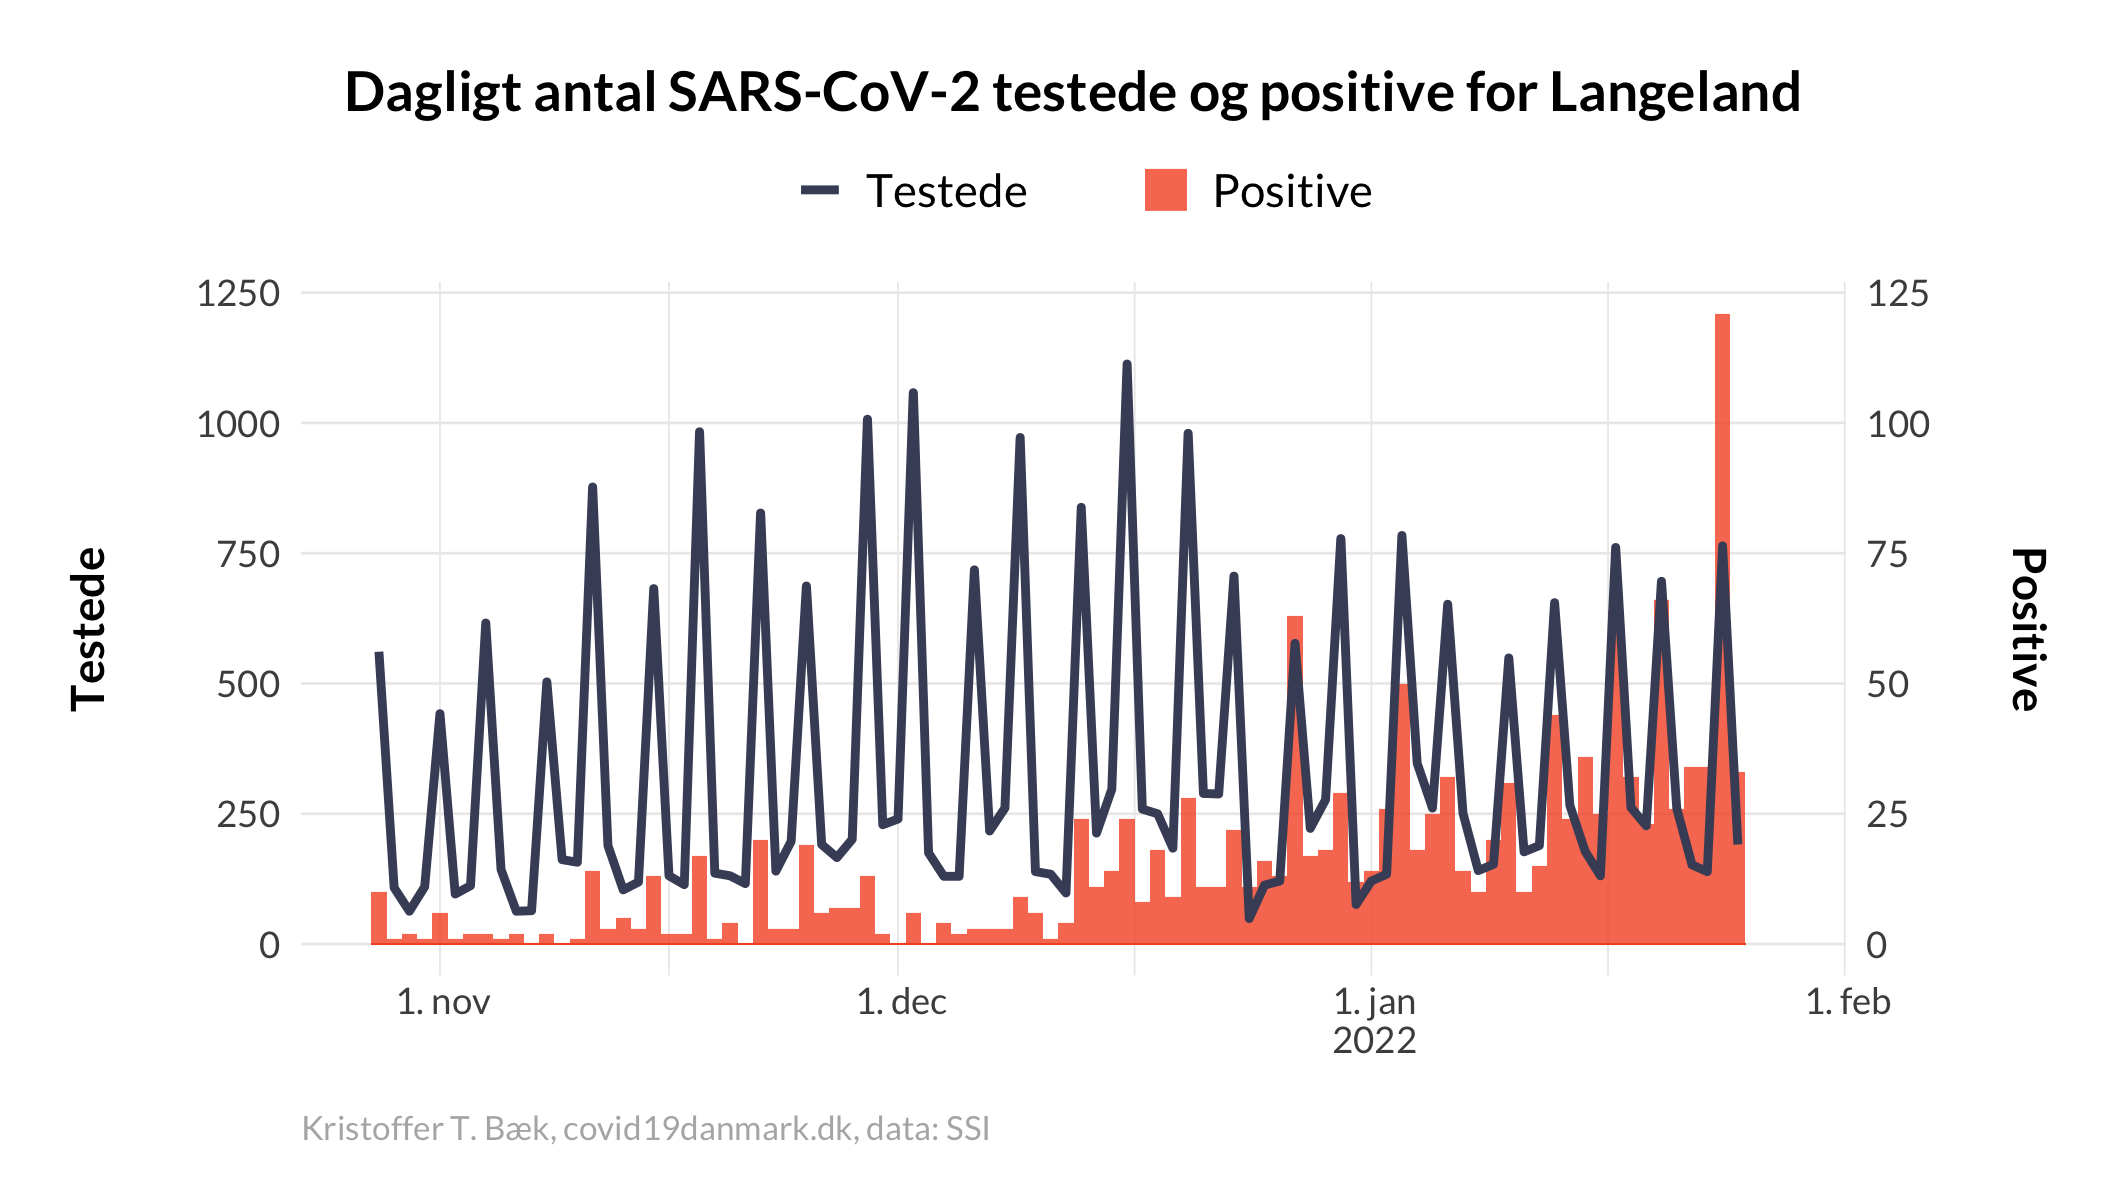 Dagligt antal SARS-CoV-2 testede og positive for Langeland
Testede Positive
1250 125
1000 100
750 75
500 50
250 25
0 0
Testede
Positive
1. nov 1. dec 1. jan 1. feb
2022
Kristoffer T. Bæk, covid19danmark.dk, data: SSI